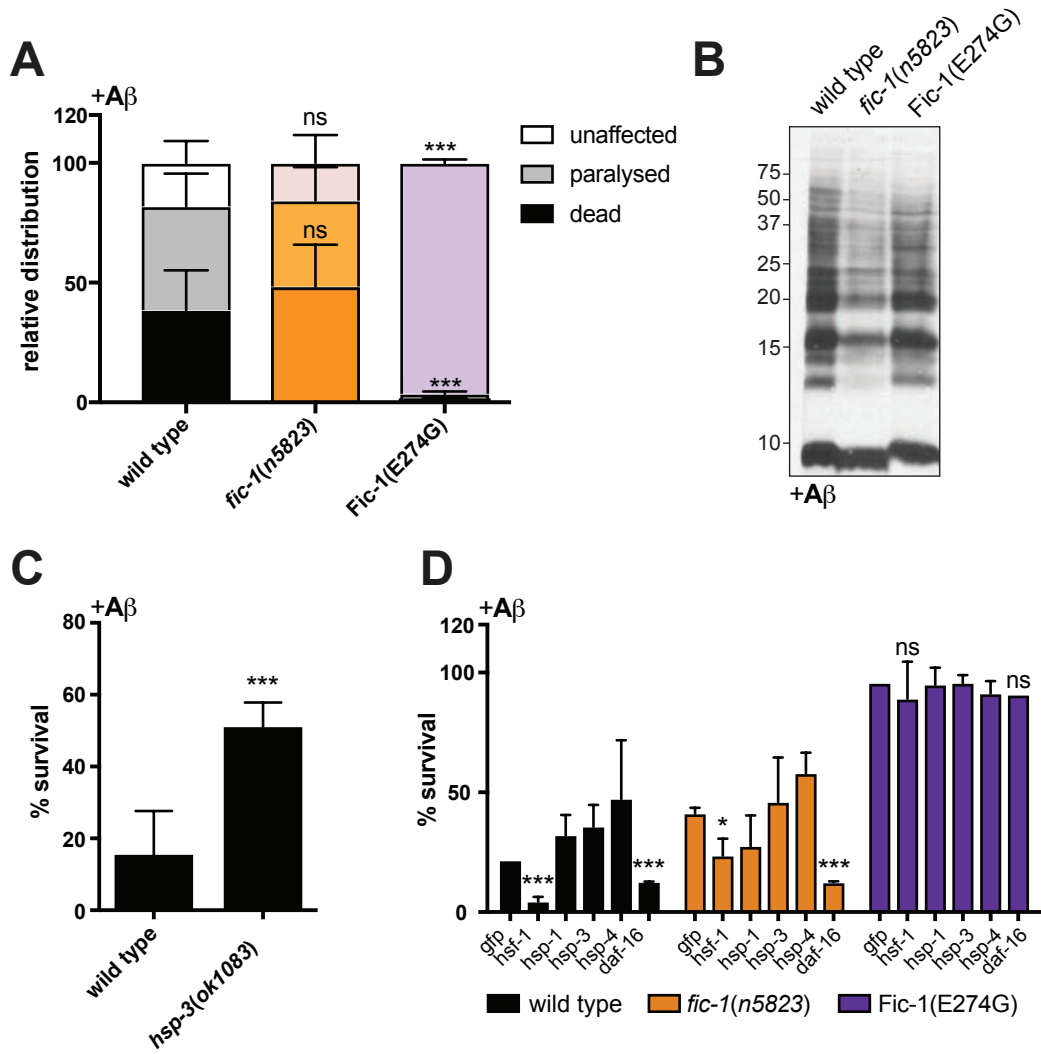 A
+Aβ
relative distribution
120
100
50
0
ns
ns
***
***
unaffected
paralysed
dead
wild type
fic-1(n5823)
Fic-1(E274G)
B
wild type
fic-1(n5823)
Fic-1(E274G)
75
50
37
25
20
15
10
+Aβ
C
+Aβ
% survival
80
60
40
20
0
***
wild type
hsp-3(ok1083)
D
+Aβ
% survival
120
100
50
0
***
***
*
***
ns
ns
gfp
hsf-1
hsp-1
hsp-3
hsp-4
daf-16
gfp
hsf-1
hsp-1
hsp-3
hsp-4
daf-16
gfp
hsf-1
hsp-1
hsp-3
hsp-4
daf-16
wild type
fic-1(n5823)
Fic-1(E274G)